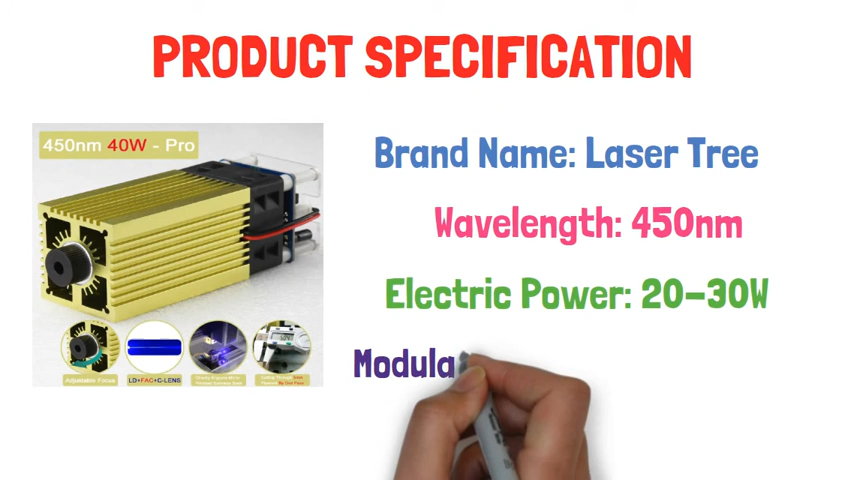 PRODUCT SPECIFICATION
450nm 40W - Pro
Brand Name: Laser Tree
Wavelength: 450nm
Electric Power: 20-30W
Modula
Adjustable Focus
LD+FAC+C-LENS